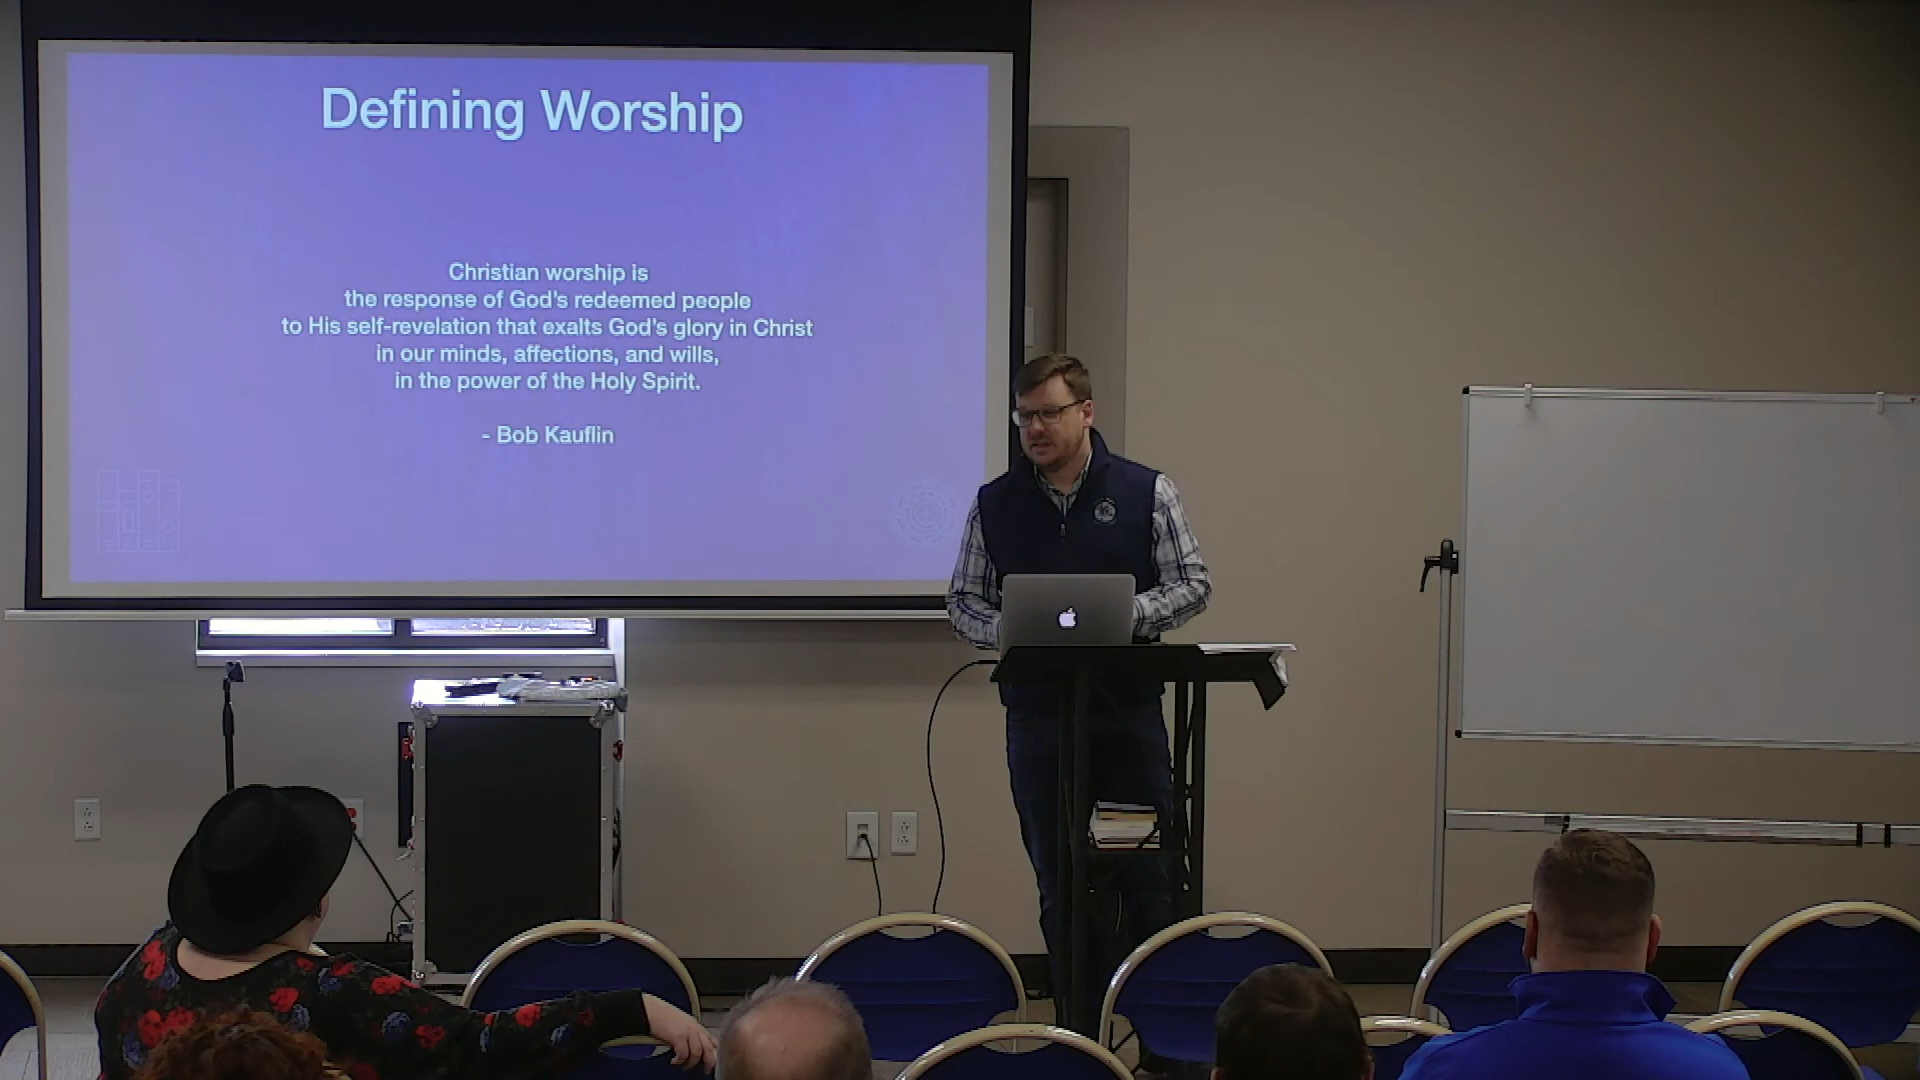 Defining Worship
Christian worship is
the response of God's redeemed people
to His self-revelation that exalts God's glory in Christ
in our minds, affections, and wills,
in the power of the Holy Spirit.
- Bob Kauflin